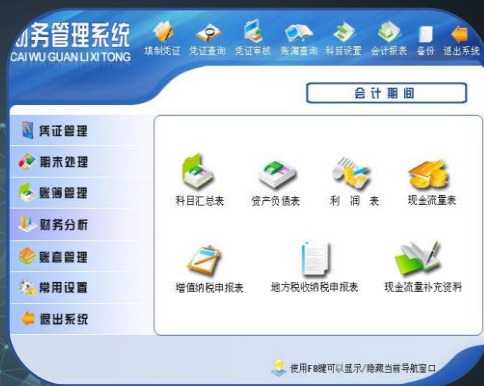 财务管理系统
CAI WU GUAN LI XI TONG
填制凭证 凭证查询 凭证审核 账簿查询 科目设置 会计报表 备份 退出系统
会计期间
凭证管理
期末处理
账簿管理
财务分析
账套管理
常用设置
退出系统
科目汇总表 资产负债表 利润表 现金流量表
增值纳税申报表 地方税收纳税申报表 现金流量补充资料
使用F8键可以显示/隐藏当前导航窗口